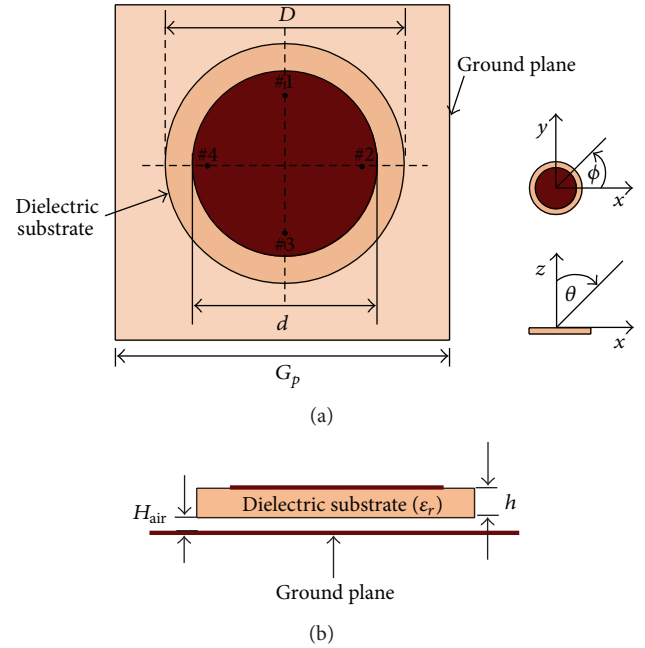 D
Ground plane
#1
#4
#2
#3
Dielectric
substrate
d
G_p
y
ϕ
x
z
θ
x
(a)
H_air
Dielectric substrate (ε_r)
h
Ground plane
(b)